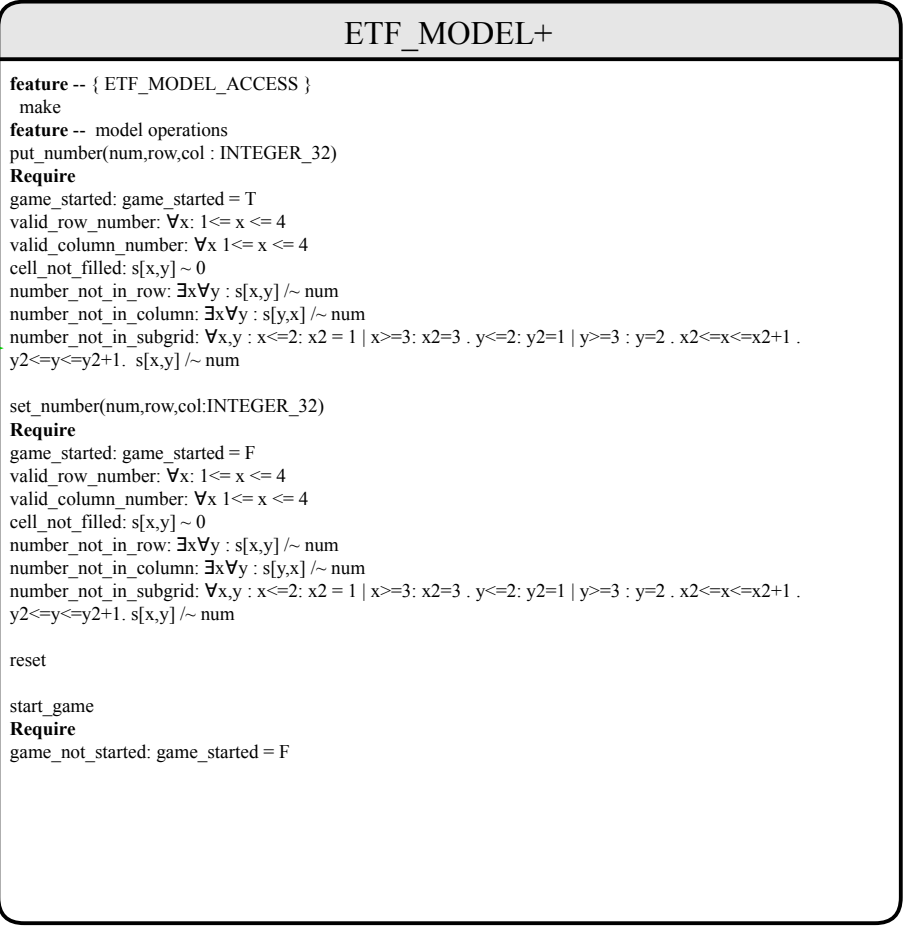 ETF_MODEL+
feature -- { ETF_MODEL_ACCESS }
make
feature -- model operations
put_number(num,row,col : INTEGER_32)
Require
game_started: game_started = T
valid_row_number: ∀x: 1<= x <= 4
valid_column_number: ∀x 1<= x <= 4
cell_not_filled: s[x,y] ~ 0
number_not_in_row: ∃x∀y : s[x,y] /~ num
number_not_in_column: ∃x∀y : s[y,x] /~ num
number_not_in_subgrid: ∀x,y : x<=2: x2 = 1 | x>=3: x2=3 . y<=2: y2=1 | y>=3 : y=2 . x2<=x<=x2+1 .
y2<=y<=y2+1. s[x,y] /~ num
set_number(num,row,col:INTEGER_32)
Require
game_started: game_started = F
valid_row_number: ∀x: 1<= x <= 4
valid_column_number: ∀x 1<= x <= 4
cell_not_filled: s[x,y] ~ 0
number_not_in_row: ∃x∀y : s[x,y] /~ num
number_not_in_column: ∃x∀y : s[y,x] /~ num
number_not_in_subgrid: ∀x,y : x<=2: x2 = 1 | x>=3: x2=3 . y<=2: y2=1 | y>=3 : y=2 . x2<=x<=x2+1 .
y2<=y<=y2+1. s[x,y] /~ num
reset
start_game
Require
game_not_started: game_started = F